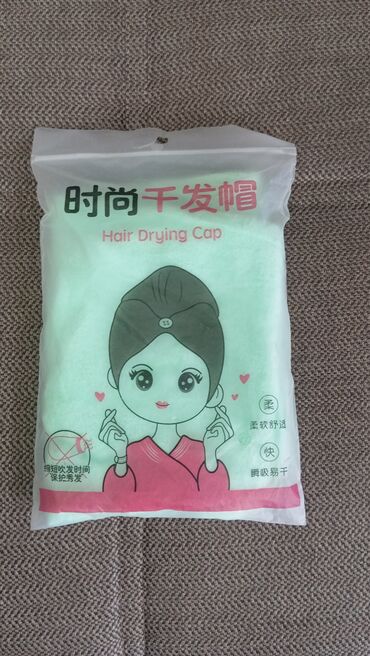 时尚干发帽
Hair Drying Cap
柔
柔软舒适
快
瞬吸易干
缩短吹发时间
保护秀发